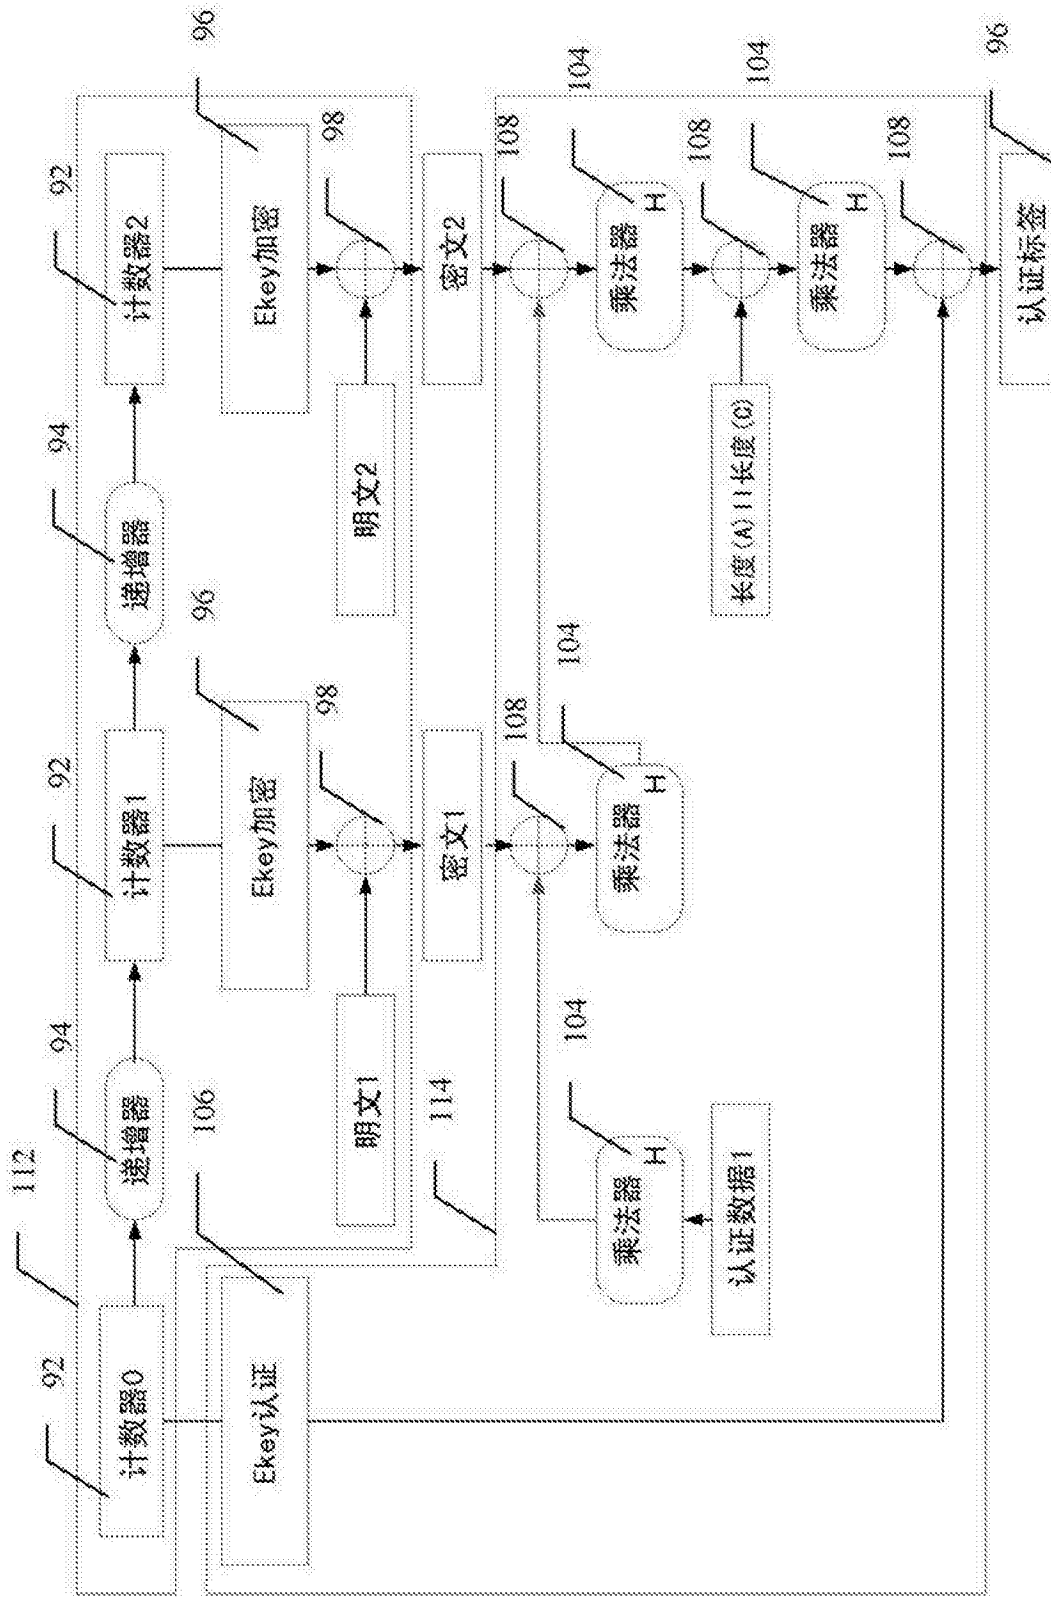 112
92
计数器0
94
递增器
92
计数器1
94
递增器
92
计数器2
106
Ekey认证
96
Ekey加密
96
Ekey加密
明文1
98
明文2
98
114
密文1
密文2
108
108
104
乘法器
H
104
乘法器
H
104
乘法器
H
认证数据1
长度(A)||长度(C)
108
104
乘法器
H
108
96
认证标签